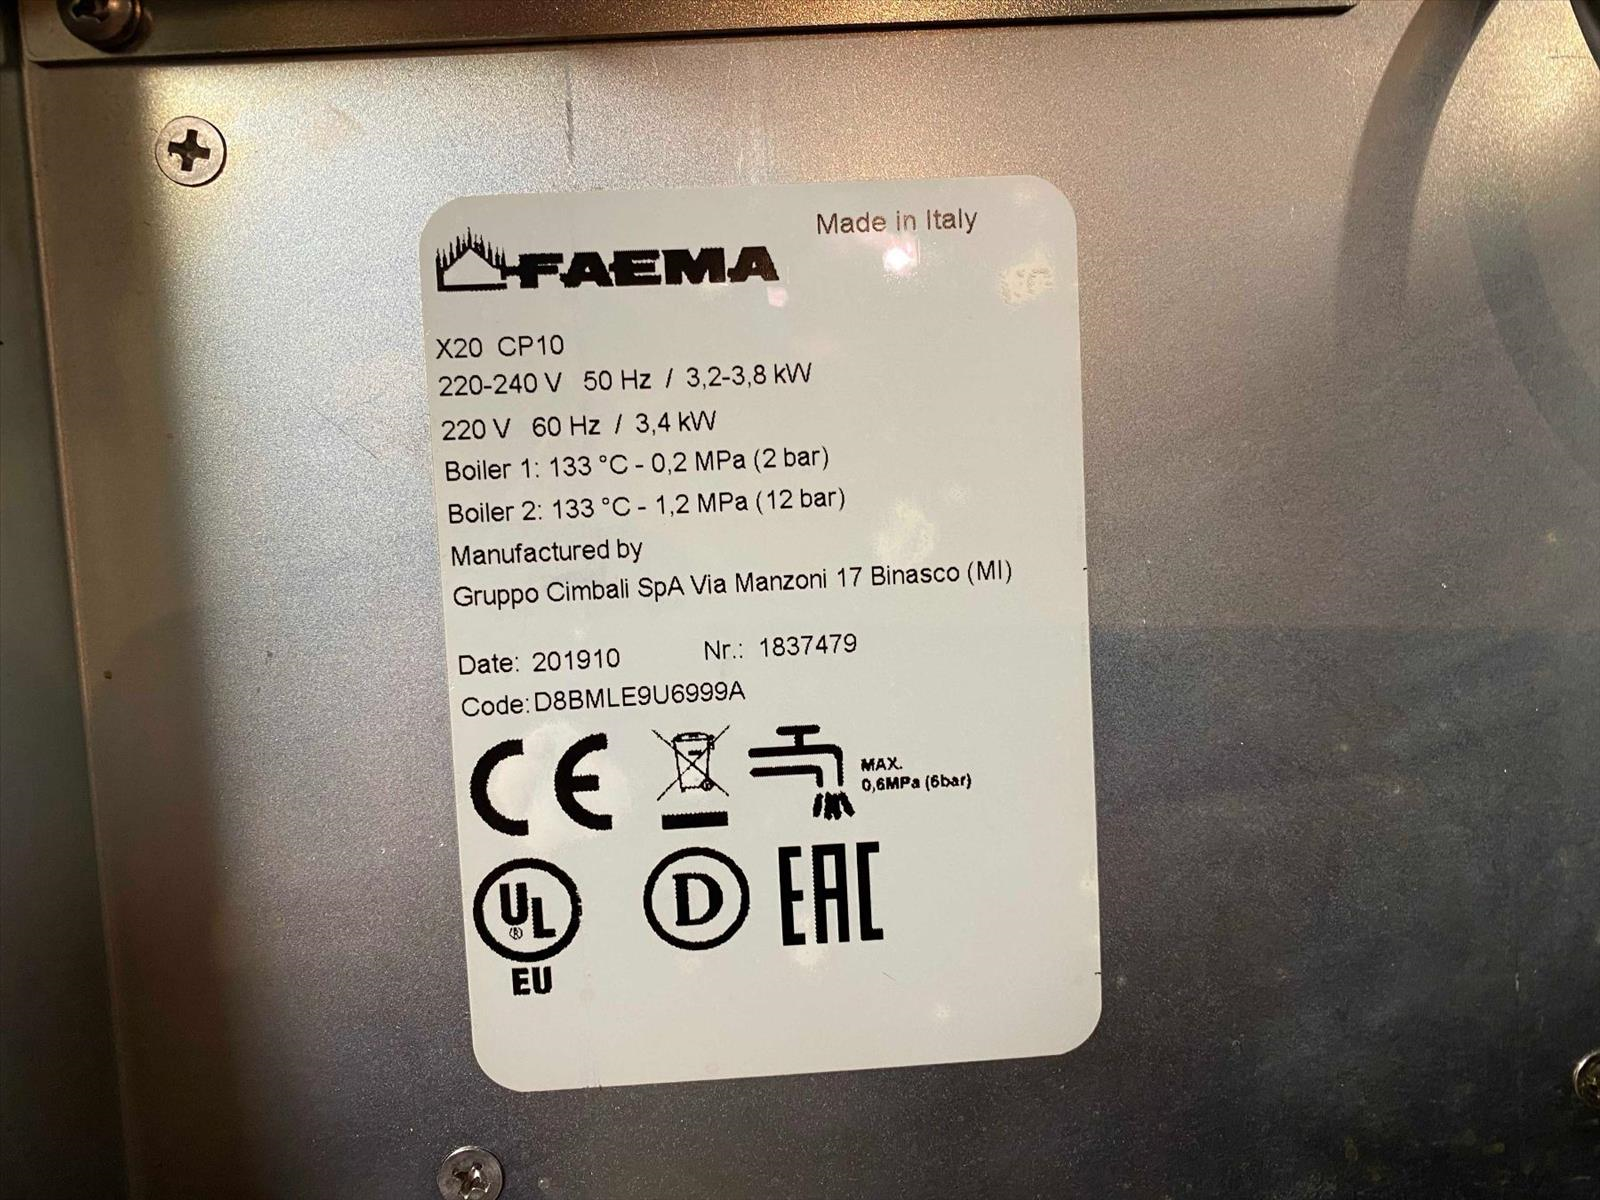 Made in Italy
FAEMA
X20 CP10
220-240 V 50 Hz / 3,2-3,8 kW
220 V 60 Hz / 3,4 kW
Boiler 1: 133 °C - 0,2 MPa (2 bar)
Boiler 2: 133 °C - 1,2 MPa (12 bar)
Manufactured by
Gruppo Cimbali SpA Via Manzoni 17 Binasco (MI)
Date: 201910 Nr.: 1837479
Code: D8BMLE9U6999A
CE
MAX.
0,6MPa (6bar)
UL ® D EAC
EU